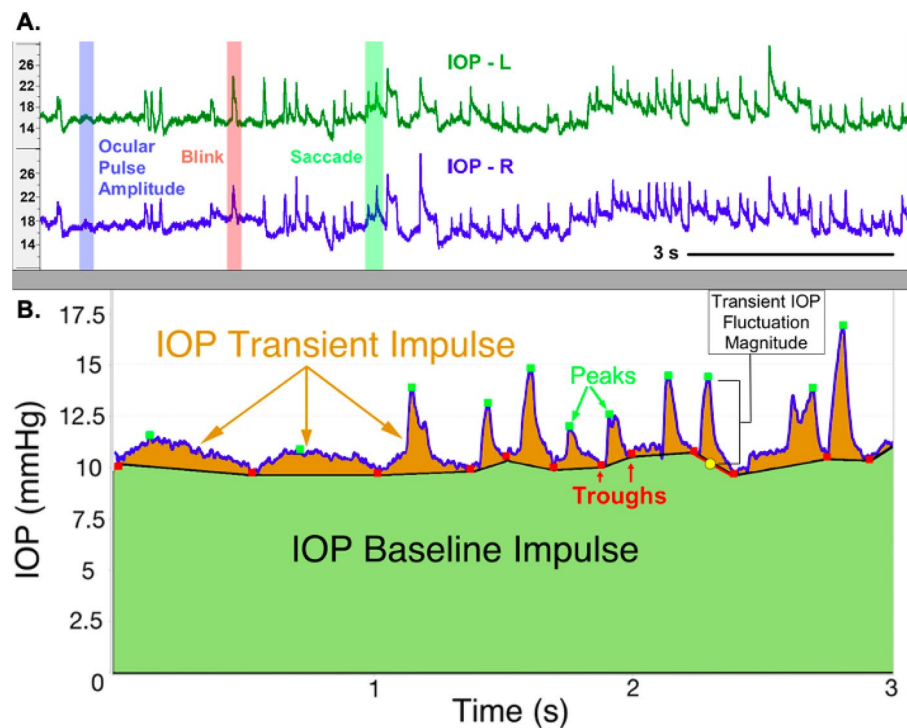 A.
IOP - L
26
22
18
14
Ocular
Pulse
Amplitude
Blink
Saccade
IOP - R
26
22
18
14
3 s
B.
17.5
15
12.5
10
7.5
5
2.5
0
IOP (mmHg)
IOP Transient Impulse
Peaks
Transient IOP
Fluctuation
Magnitude
Troughs
IOP Baseline Impulse
1
2
3
Time (s)